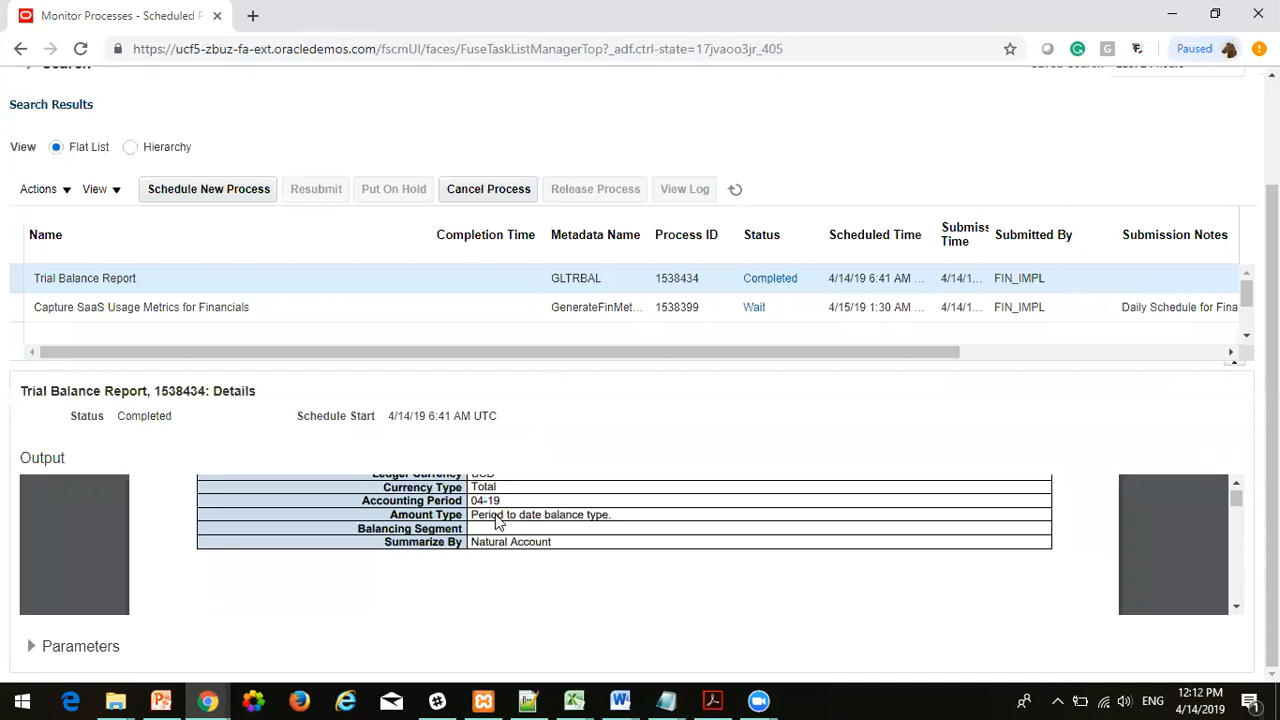 Monitor Processes - Scheduled P
https://ucf5-zbuz-fa-ext.oracledemos.com/fscmUI/faces/FuseTaskListManagerTop?_adf.ctrl-state=17jvaoo3jr_405
Paused
Search
Search Results
View Flat List Hierarchy
Actions View Schedule New Process Resubmit Put On Hold Cancel Process Release Process View Log
Name Completion Time Metadata Name Process ID Status Scheduled Time Submiss Time Submitted By Submission Notes
Trial Balance Report GLTRBAL 1538434 Completed 4/14/19 6:41 AM ... 4/14/1... FIN_IMPL
Capture SaaS Usage Metrics for Financials GenerateFinMet... 1538399 Wait 4/15/19 1:30 AM ... 4/14/1... FIN_IMPL Daily Schedule for Fina
Trial Balance Report, 1538434: Details
Status Completed Schedule Start 4/14/19 6:41 AM UTC
Output
Ledger Currency
Currency Type Total
Accounting Period 04-19
Amount Type Period to date balance type.
Balancing Segment
Summarize By Natural Account
Parameters
ENG
12:12 PM
4/14/2019